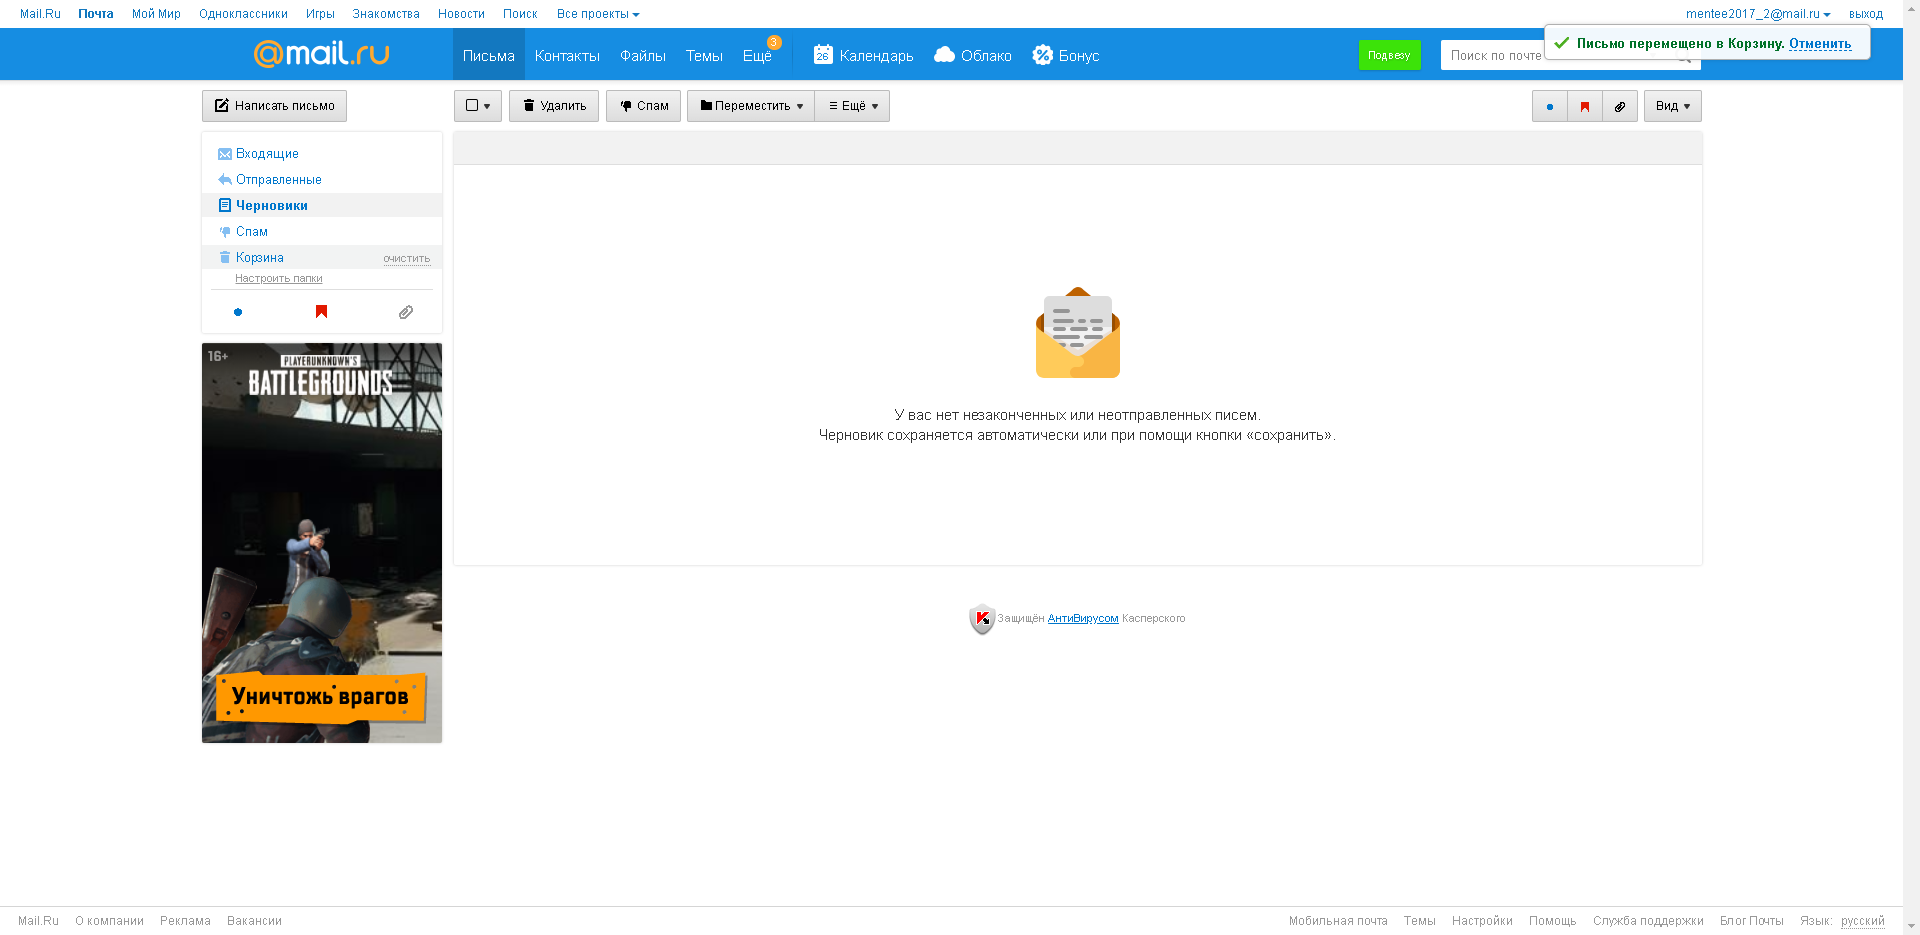 Mail.Ru Почта Мой Мир Одноклассники Игры Знакомства Новости Поиск Все проекты mentee2017_2@mail.ru выход
Письмо перемещено в Корзину. Отменить
@mail.ru Письма Контакты Файлы Темы Ещё 3 26 Календарь Облако Бонус Подвезу Поиск по почте
Написать письмо Удалить Спам Переместить Ещё Вид
Входящие
Отправленные
Черновики
Спам
Корзина очистить
Настроить папки
16+
PLAYERUNKNOWN'S
BATTLEGROUNDS
Уничтожь врагов
У вас нет незаконченных или неотправленных писем.
Черновик сохраняется автоматически или при помощи кнопки «сохранить».
Защищён АнтиВирусом Касперского
Mail.Ru О компании Реклама Вакансии Мобильная почта Темы Настройки Помощь Служба поддержки Блог Почты Язык: русский